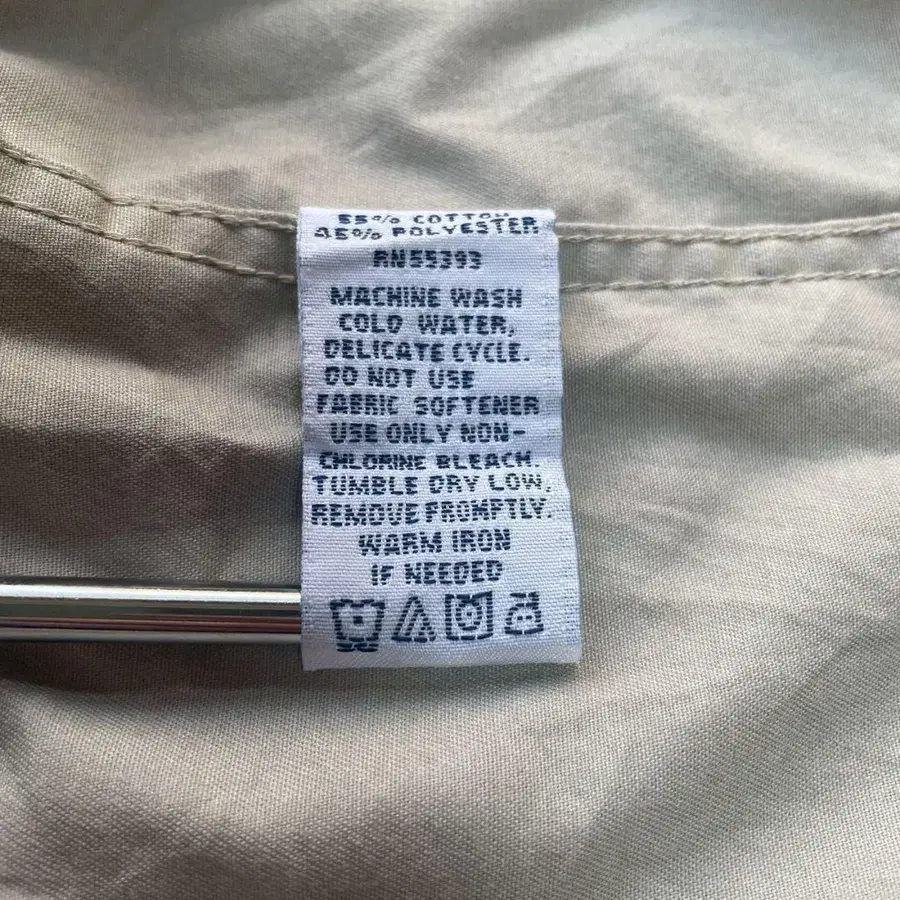 55% COTTON
45% POLYESTER
RN55393
MACHINE WASH
COLD WATER,
DELICATE CYCLE.
DO NOT USE
FABRIC SOFTENER
USE ONLY NON-
CHLORINE BLEACH.
TUMBLE DRY LOW,
REMOVE PROMPTLY.
WARM IRON
IF NEEDED